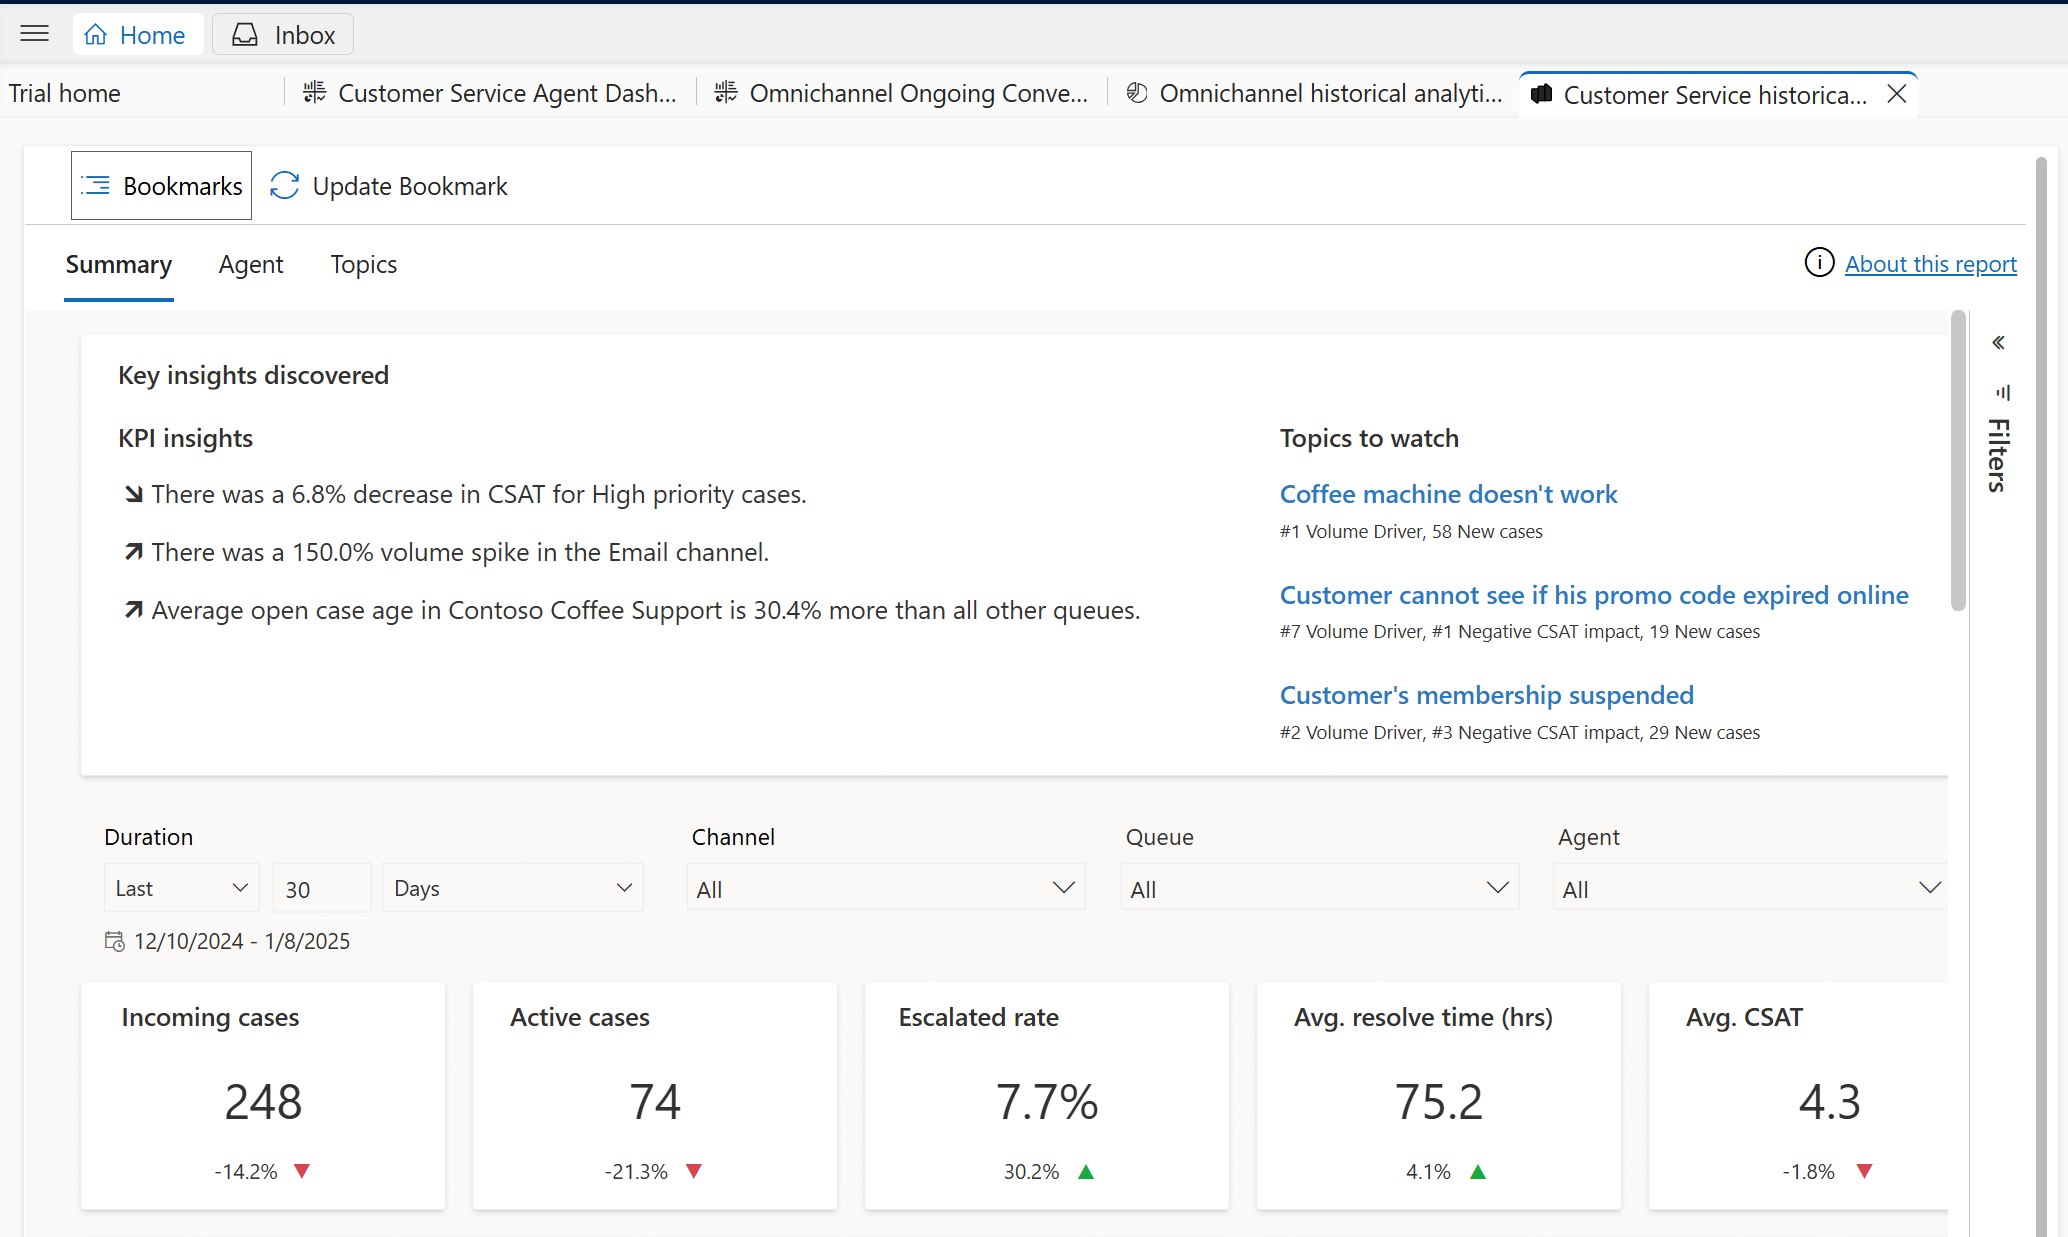 Home
Inbox
Trial home
Customer Service Agent Dash...
Omnichannel Ongoing Conve...
Omnichannel historical analyti...
Customer Service historica...
Bookmarks
Update Bookmark
Summary
Agent
Topics
About this report
Filters
Key insights discovered
KPI insights
There was a 6.8% decrease in CSAT for High priority cases.
There was a 150.0% volume spike in the Email channel.
Average open case age in Contoso Coffee Support is 30.4% more than all other queues.
Topics to watch
Coffee machine doesn't work
#1 Volume Driver, 58 New cases
Customer cannot see if his promo code expired online
#7 Volume Driver, #1 Negative CSAT impact, 19 New cases
Customer's membership suspended
#2 Volume Driver, #3 Negative CSAT impact, 29 New cases
Duration
Last
30
Days
12/10/2024 - 1/8/2025
Channel
All
Queue
All
Agent
All
Incoming cases
248
-14.2%
Active cases
74
-21.3%
Escalated rate
7.7%
30.2%
Avg. resolve time (hrs)
75.2
4.1%
Avg. CSAT
4.3
-1.8%